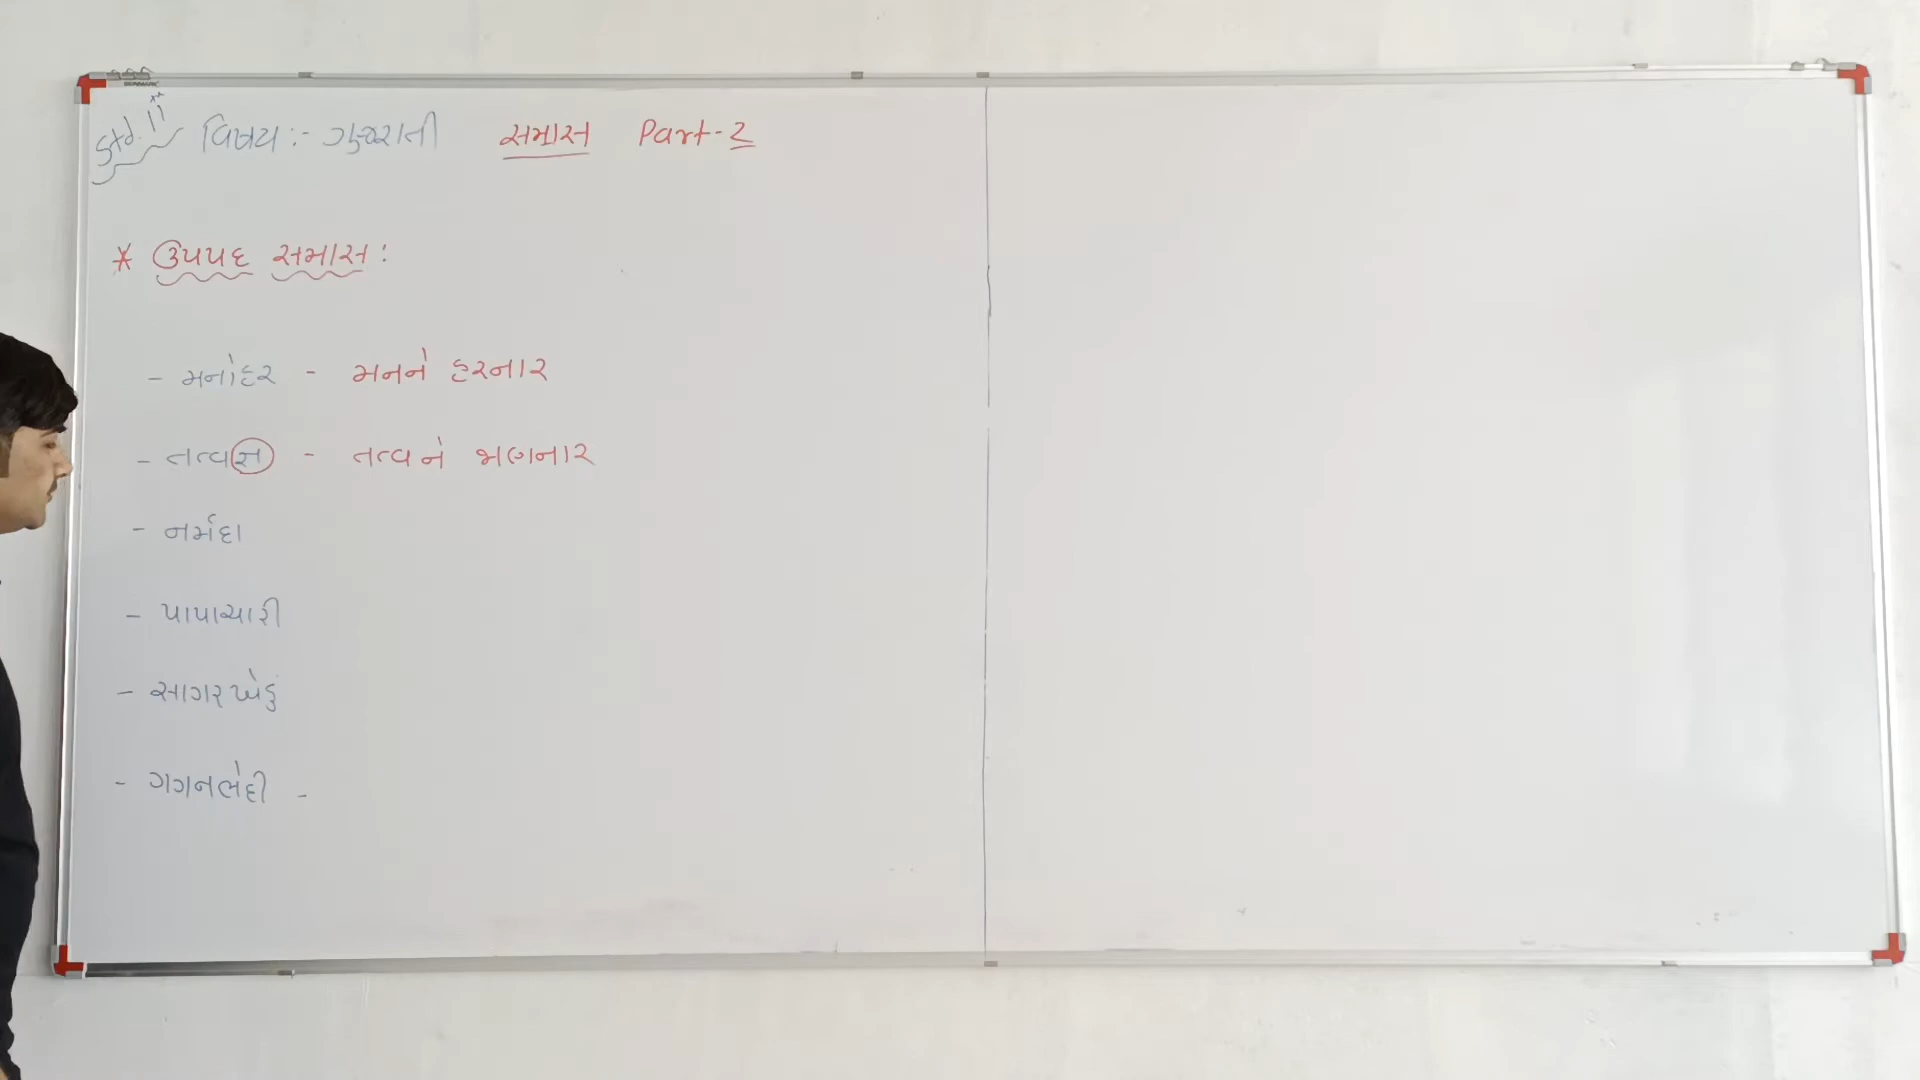 Std. 11 વિષય :- ગુજરાતી સમાસ Part-2
* ઉપપદ સમાસ :
- મનોહર - મનને હરનાર
- તત્વજ્ઞ - તત્વને જાણનાર
- નર્મદા
- પાપાચારી
- સાગરખેડુ
- ગગનભેદી -